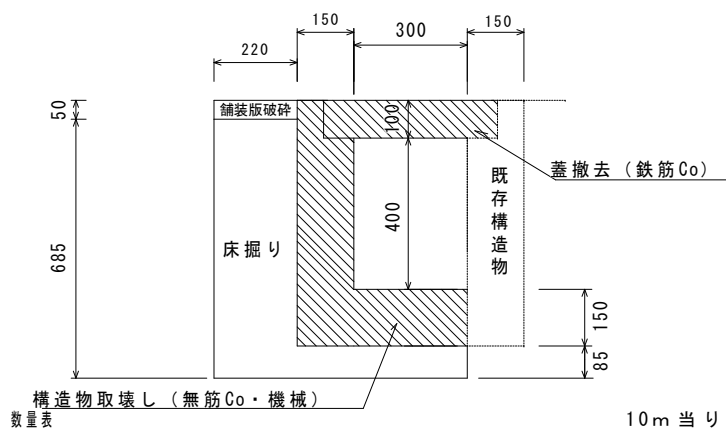 150
300
150
220
50
舗装版破砕
100
蓋撤去（鉄筋Co）
既存構造物
685
床掘り
400
150
85
構造物取壊し（無筋Co・機械）
数量表
10m当り